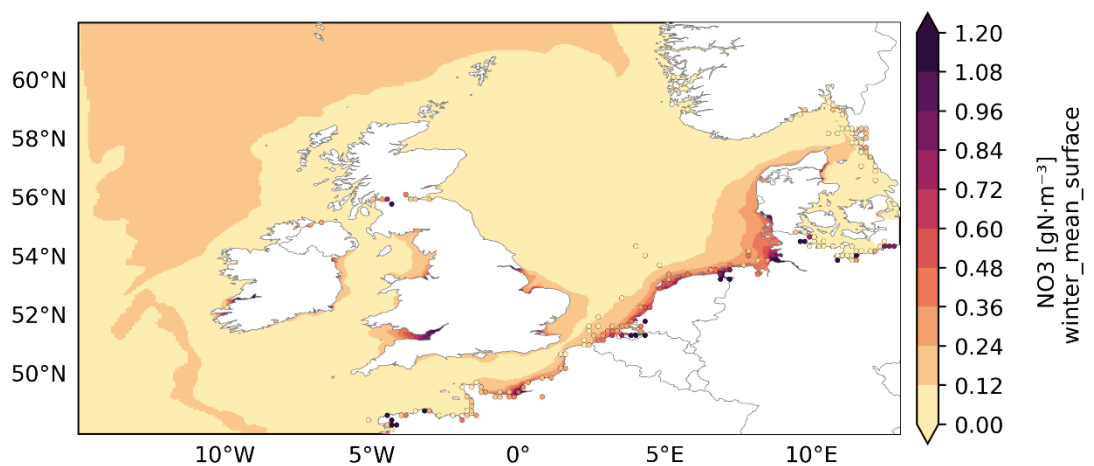 60°N
58°N
56°N
54°N
52°N
50°N
10°W
5°W
0°
5°E
10°E
1.20
1.08
0.96
0.84
0.72
0.60
0.48
0.36
0.24
0.12
0.00
NO3 [gN·m⁻³]
winter_mean_surface